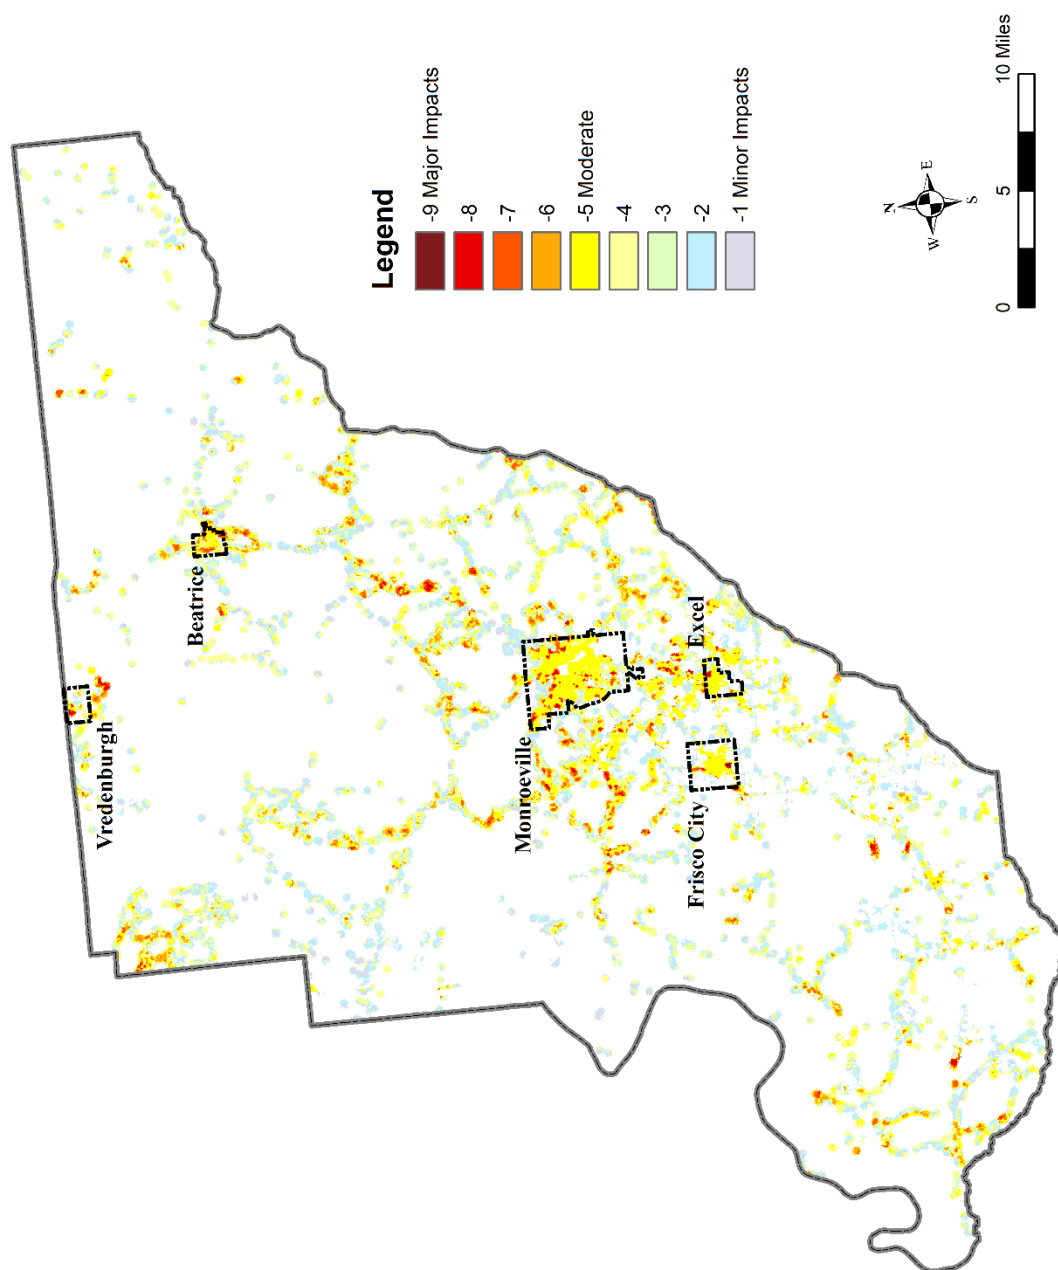 Legend
-9 Major Impacts
-8
-7
-6
-5 Moderate
-4
-3
-2
-1 Minor Impacts
Vredenburgh
Beatrice
Monroeville
Frisco City
Excel
N
W
E
S
0
5
10 Miles